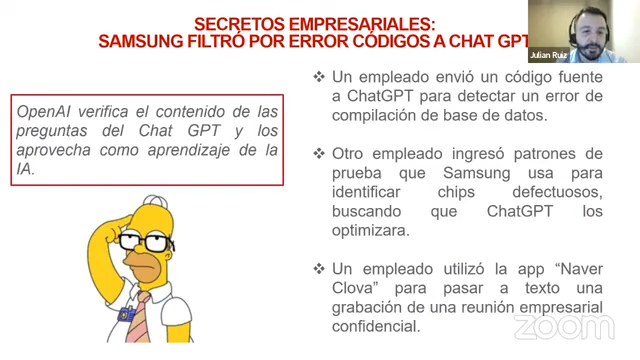 SECRETOS EMPRESARIALES:
SAMSUNG FILTRÓ POR ERROR CÓDIGOS A CHAT GPT
Julian Ruiz
OpenAI verifica el contenido de las
preguntas del Chat GPT y los
aprovecha como aprendizaje de la
IA.
❖ Un empleado envió un código fuente
a ChatGPT para detectar un error de
compilación de base de datos.
❖ Otro empleado ingresó patrones de
prueba que Samsung usa para
identificar chips defectuosos,
buscando que ChatGPT los
optimizara.
❖ Un empleado utilizó la app “Naver
Clova” para pasar a texto una
grabación de una reunión empresarial
confidencial.
zoom